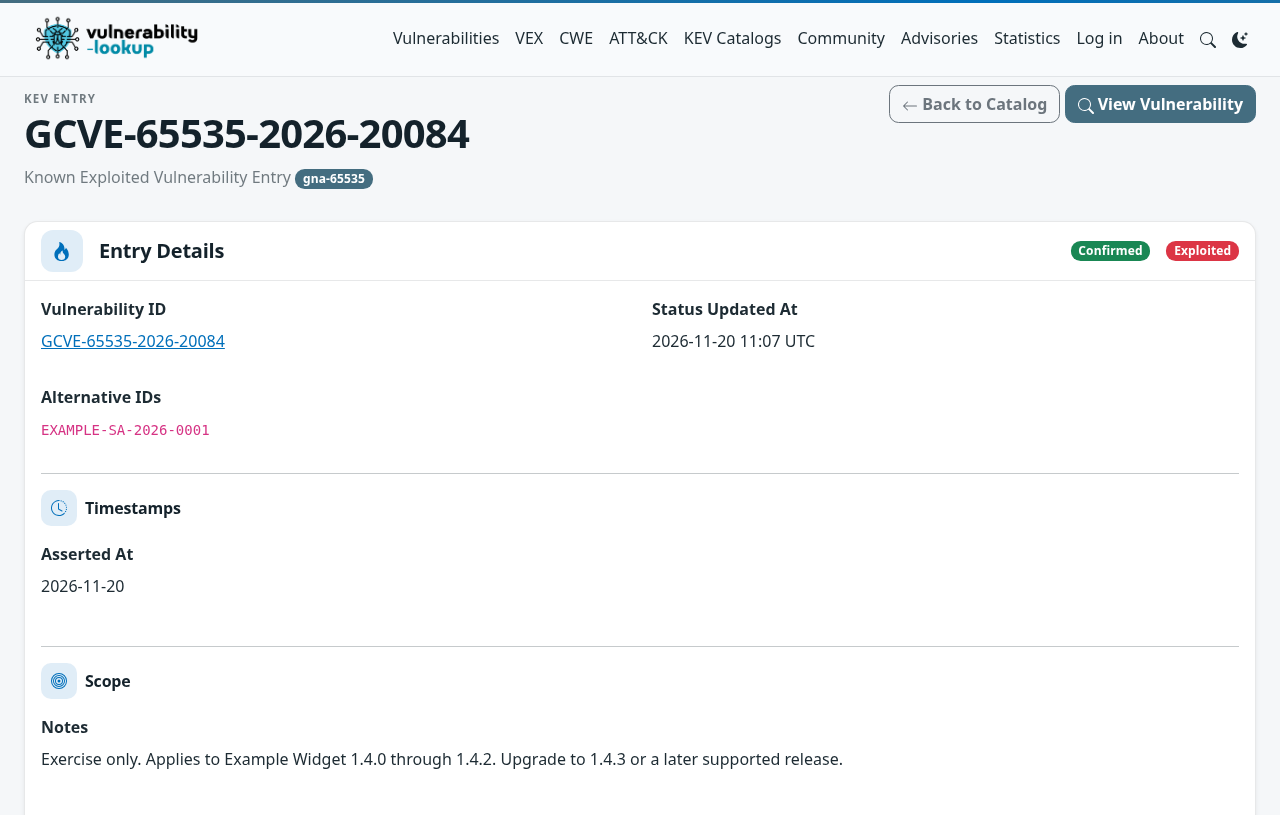 vulnerability
-lookup
Vulnerabilities VEX CWE ATT&CK KEV Catalogs Community Advisories Statistics Log in About
KEV ENTRY
GCVE-65535-2026-20084
Known Exploited Vulnerability Entry gna-65535
Back to Catalog
View Vulnerability
Entry Details
Confirmed Exploited
Vulnerability ID
GCVE-65535-2026-20084
Status Updated At
2026-11-20 11:07 UTC
Alternative IDs
EXAMPLE-SA-2026-0001
Timestamps
Asserted At
2026-11-20
Scope
Notes
Exercise only. Applies to Example Widget 1.4.0 through 1.4.2. Upgrade to 1.4.3 or a later supported release.